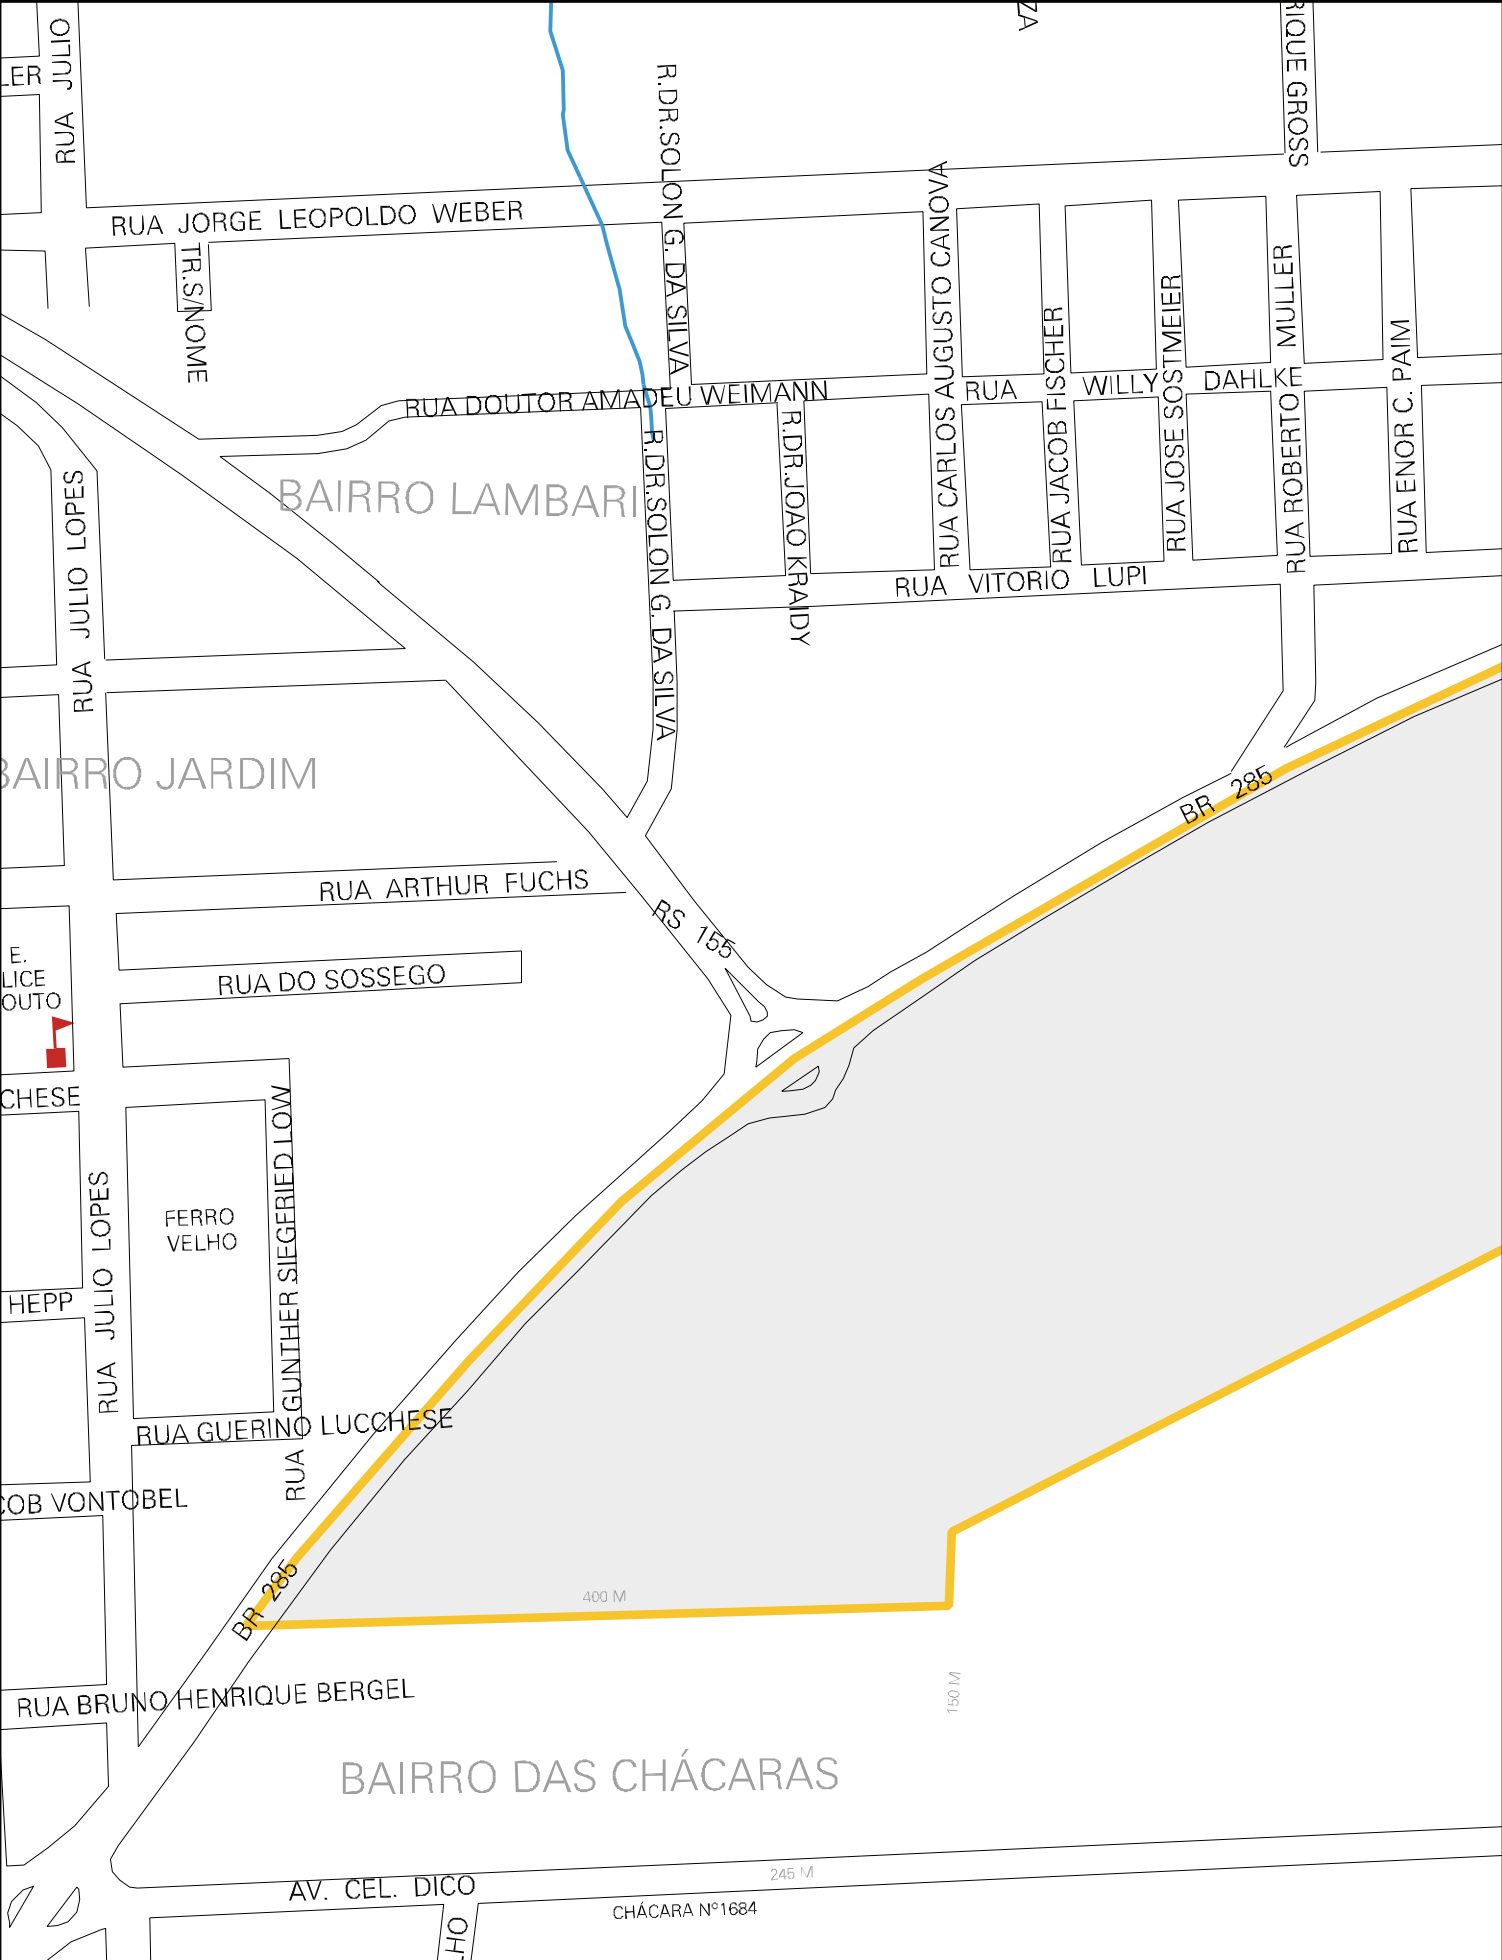 RUA JULIO
R.DR.SOLON G. DA SILVA
RIQUE GROSS
ZA
LER
RUA JORGE LEOPOLDO WEBER
TR.S/NOME
RUA CARLOS AUGUSTO CANOVA
RUA JACOB FISCHER
RUA JOSE SOSTMEIER
RUA ROBERTO MULLER
RUA ENOR C. PAIM
RUA WILLY DAHLKE
RUA DOUTOR AMADEU WEIMANN
R.DR.SOLON G. DA SILVA
R.DR.JOAO KRAIDY
BAIRRO LAMBARI
RUA JULIO LOPES
RUA VITORIO LUPI
BAIRRO JARDIM
BR 285
RUA ARTHUR FUCHS
RS 155
E.
LICE
OUTO
RUA DO SOSSEGO
CHESE
RUA GUNTHER SIEGFRIED LOW
RUA JULIO LOPES
FERRO
VELHO
HEPP
RUA GUERINO LUCCHESE
COB VONTOBEL
BR 285
400 M
150 M
RUA BRUNO HENRIQUE BERGEL
BAIRRO DAS CHÁCARAS
245 M
AV. CEL. DICO
CHÁCARA Nº1684
LHO